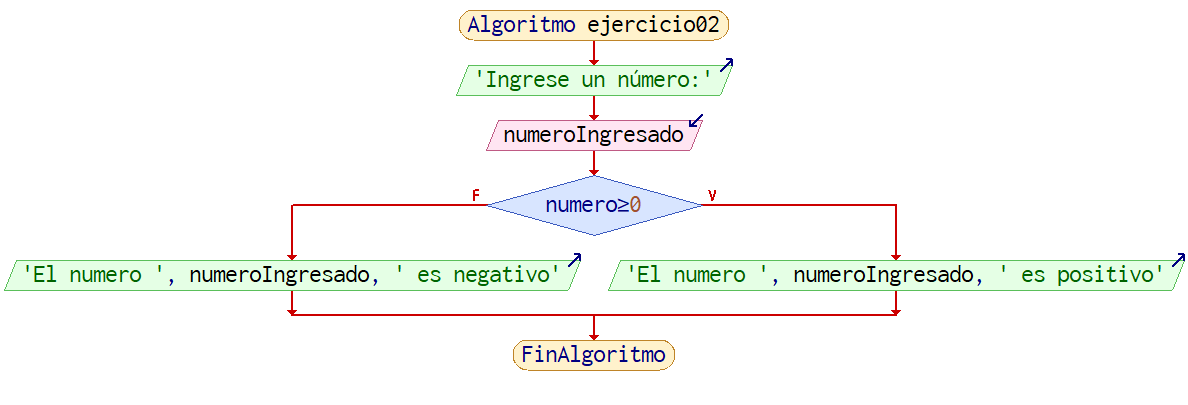 Algoritmo ejercicio02
'Ingrese un número:'
numeroIngresado
F
V
numero≥0
'El numero ', numeroIngresado, ' es negativo'
'El numero ', numeroIngresado, ' es positivo'
FinAlgoritmo